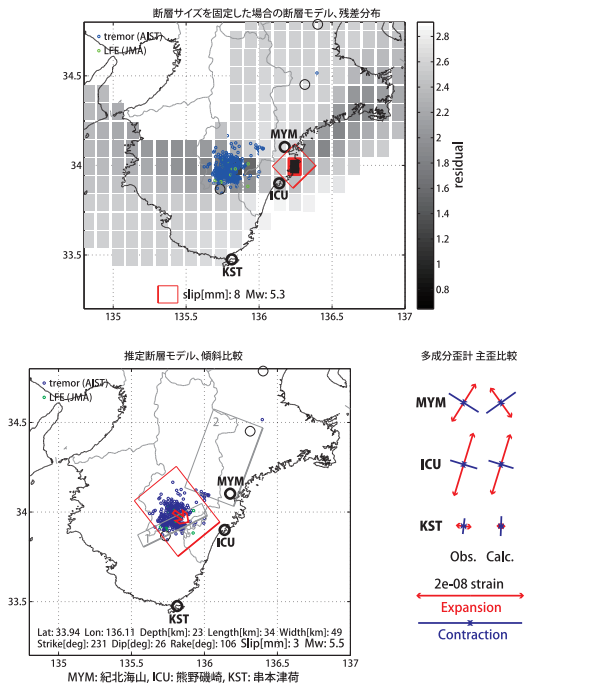 断層サイズを固定した場合の断層モデル、残差分布
tremor (AIST)
LFE (JMA)
34.5
34
33.5
MYM
ICU
KST
slip[mm]: 8 Mw: 5.3
135
135.5
136
136.5
137
2.8
2.6
2.4
2.2
2
1.8
1.6
1.4
1.2
1
0.8
residual
推定断層モデル、傾斜比較
tremor (AIST)
LFE (JMA)
34.5
34
33.5
2
1
MYM
ICU
KST
Lat: 33.94 Lon: 136.11 Depth[km]: 23 Length[km]: 34 Width[km]: 49
Strike[deg]: 231 Dip[deg]: 26 Rake[deg]: 106 Slip[mm]: 3 Mw: 5.5
135
135.5
136
136.5
137
MYM: 紀北海山, ICU: 熊野磯崎, KST: 串本津荷
多成分歪計 主歪比較
MYM
ICU
KST
Obs. Calc.
2e-08 strain
Expansion
Contraction